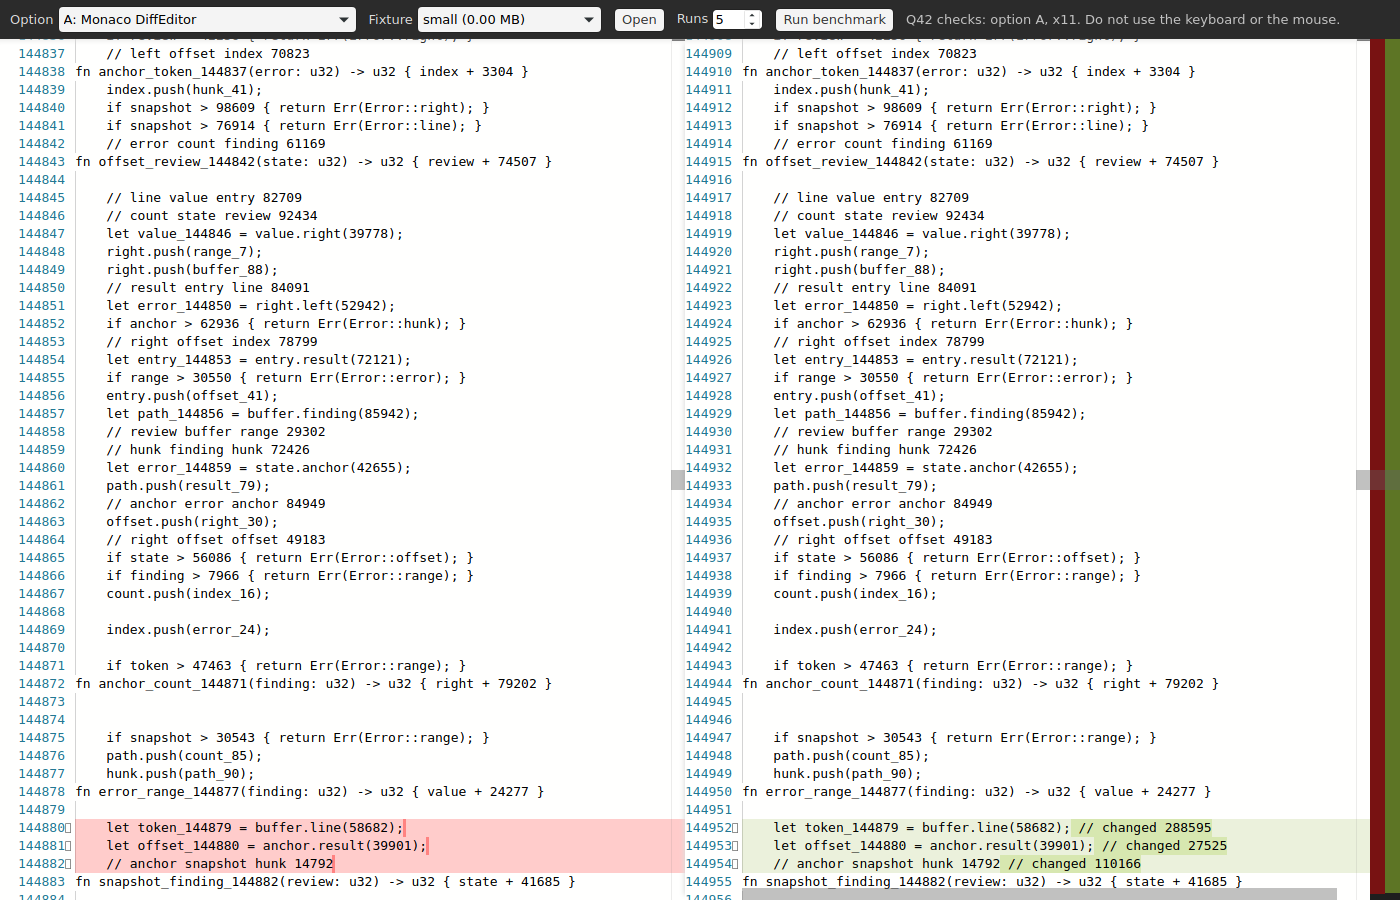 Option A: Monaco DiffEditor Fixture small (0.00 MB) Open Runs 5 Run benchmark Q42 checks: option A, x11. Do not use the keyboard or the mouse.
144837 // left offset index 70823
144838 fn anchor_token_144837(error: u32) -> u32 { index + 3304 }
144839 index.push(hunk_41);
144840 if snapshot > 98609 { return Err(Error::right); }
144841 if snapshot > 76914 { return Err(Error::line); }
144842 // error count finding 61169
144843 fn offset_review_144842(state: u32) -> u32 { review + 74507 }
144844
144845 // line value entry 82709
144846 // count state review 92434
144847 let value_144846 = value.right(39778);
144848 right.push(range_7);
144849 right.push(buffer_88);
144850 // result entry line 84091
144851 let error_144850 = right.left(52942);
144852 if anchor > 62936 { return Err(Error::hunk); }
144853 // right offset index 78799
144854 let entry_144853 = entry.result(72121);
144855 if range > 30550 { return Err(Error::error); }
144856 entry.push(offset_41);
144857 let path_144856 = buffer.finding(85942);
144858 // review buffer range 29302
144859 // hunk finding hunk 72426
144860 let error_144859 = state.anchor(42655);
144861 path.push(result_79);
144862 // anchor error anchor 84949
144863 offset.push(right_30);
144864 // right offset offset 49183
144865 if state > 56086 { return Err(Error::offset); }
144866 if finding > 7966 { return Err(Error::range); }
144867 count.push(index_16);
144868
144869 index.push(error_24);
144870
144871 if token > 47463 { return Err(Error::range); }
144872 fn anchor_count_144871(finding: u32) -> u32 { right + 79202 }
144873
144874
144875 if snapshot > 30543 { return Err(Error::range); }
144876 path.push(count_85);
144877 hunk.push(path_90);
144878 fn error_range_144877(finding: u32) -> u32 { value + 24277 }
144879
144880 let token_144879 = buffer.line(58682);
144881 let offset_144880 = anchor.result(39901);
144882 // anchor snapshot hunk 14792
144883 fn snapshot_finding_144882(review: u32) -> u32 { state + 41685 }
144884
144909 // left offset index 70823
144910 fn anchor_token_144837(error: u32) -> u32 { index + 3304 }
144911 index.push(hunk_41);
144912 if snapshot > 98609 { return Err(Error::right); }
144913 if snapshot > 76914 { return Err(Error::line); }
144914 // error count finding 61169
144915 fn offset_review_144842(state: u32) -> u32 { review + 74507 }
144916
144917 // line value entry 82709
144918 // count state review 92434
144919 let value_144846 = value.right(39778);
144920 right.push(range_7);
144921 right.push(buffer_88);
144922 // result entry line 84091
144923 let error_144850 = right.left(52942);
144924 if anchor > 62936 { return Err(Error::hunk); }
144925 // right offset index 78799
144926 let entry_144853 = entry.result(72121);
144927 if range > 30550 { return Err(Error::error); }
144928 entry.push(offset_41);
144929 let path_144856 = buffer.finding(85942);
144930 // review buffer range 29302
144931 // hunk finding hunk 72426
144932 let error_144859 = state.anchor(42655);
144933 path.push(result_79);
144934 // anchor error anchor 84949
144935 offset.push(right_30);
144936 // right offset offset 49183
144937 if state > 56086 { return Err(Error::offset); }
144938 if finding > 7966 { return Err(Error::range); }
144939 count.push(index_16);
144940
144941 index.push(error_24);
144942
144943 if token > 47463 { return Err(Error::range); }
144944 fn anchor_count_144871(finding: u32) -> u32 { right + 79202 }
144945
144946
144947 if snapshot > 30543 { return Err(Error::range); }
144948 path.push(count_85);
144949 hunk.push(path_90);
144950 fn error_range_144877(finding: u32) -> u32 { value + 24277 }
144951
144952 let token_144879 = buffer.line(58682); // changed 288595
144953 let offset_144880 = anchor.result(39901); // changed 27525
144954 // anchor snapshot hunk 14792 // changed 110166
144955 fn snapshot_finding_144882(review: u32) -> u32 { state + 41685 }
144956